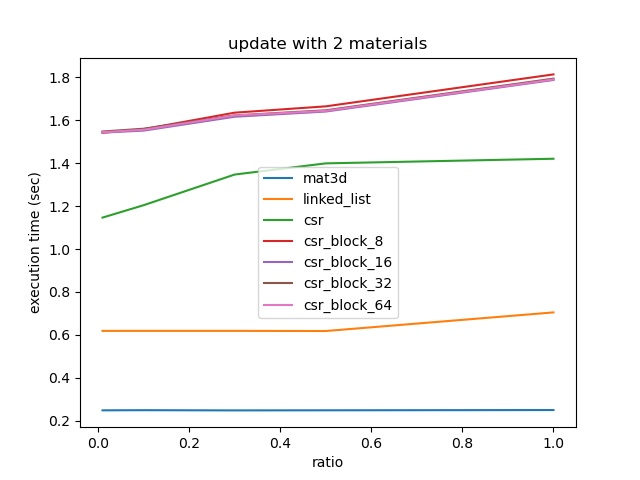 update with 2 materials
execution time (sec)
1.8
1.6
1.4
1.2
1.0
0.8
0.6
0.4
0.2
mat3d
linked_list
csr
csr_block_8
csr_block_16
csr_block_32
csr_block_64
0.0 0.2 0.4 0.6 0.8 1.0
ratio